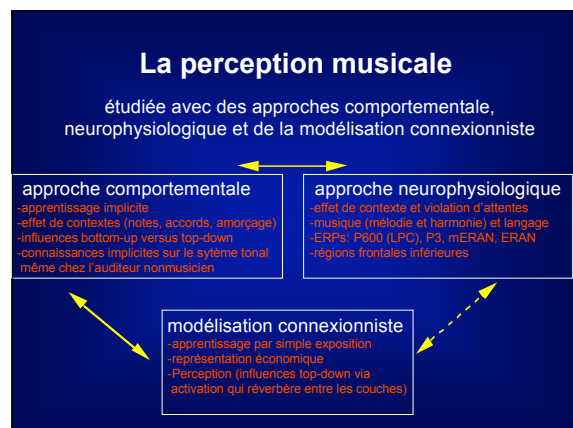 La perception musicale
étudiée avec des approches comportementale,
neurophysiologique et de la modélisation connexionniste
approche comportementale
-apprentissage implicite
-effet de contextes (notes, accords, amorçage)
-influences bottom-up versus top-down
-connaissances implicites sur le sytème tonal
même chez l'auditeur nonmusicien
approche neurophysiologique
-effet de contexte et violation d'attentes
-musique (mélodie et harmonie) et langage
-ERPs: P600 (LPC), P3, mERAN, ERAN
-régions frontales inférieures
modélisation connexionniste
-apprentissage par simple exposition
-représentation économique
-Perception (influences top-down via
activation qui réverbère entre les couches)